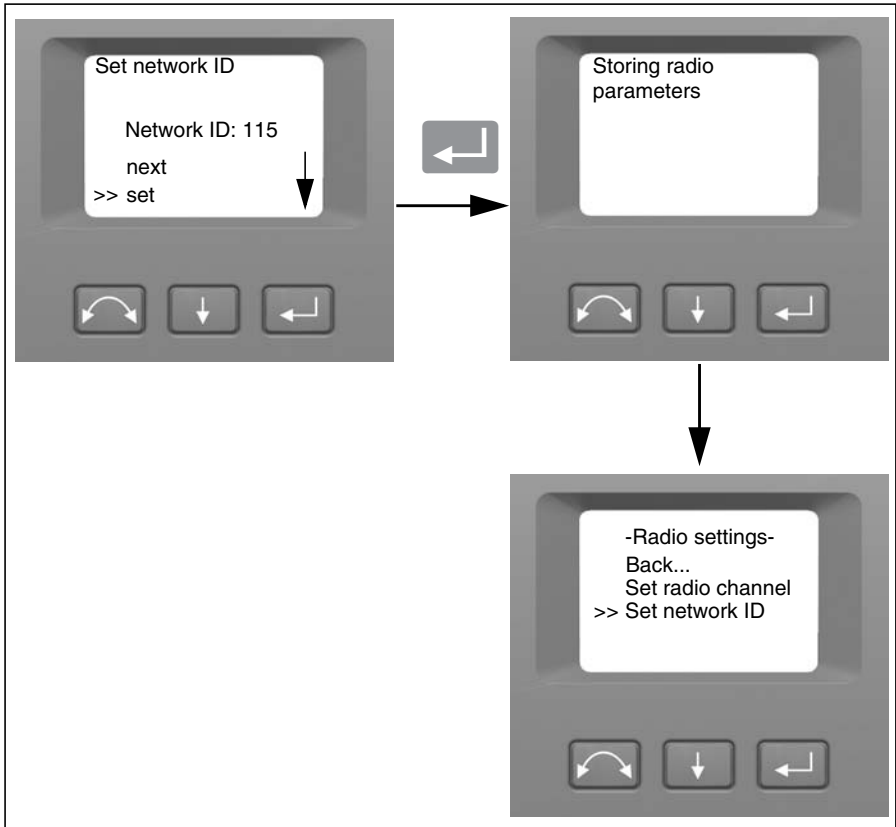 Set network ID
Network ID: 115
next
>> set
Storing radio
parameters
-Radio settings-
Back...
Set radio channel
>> Set network ID